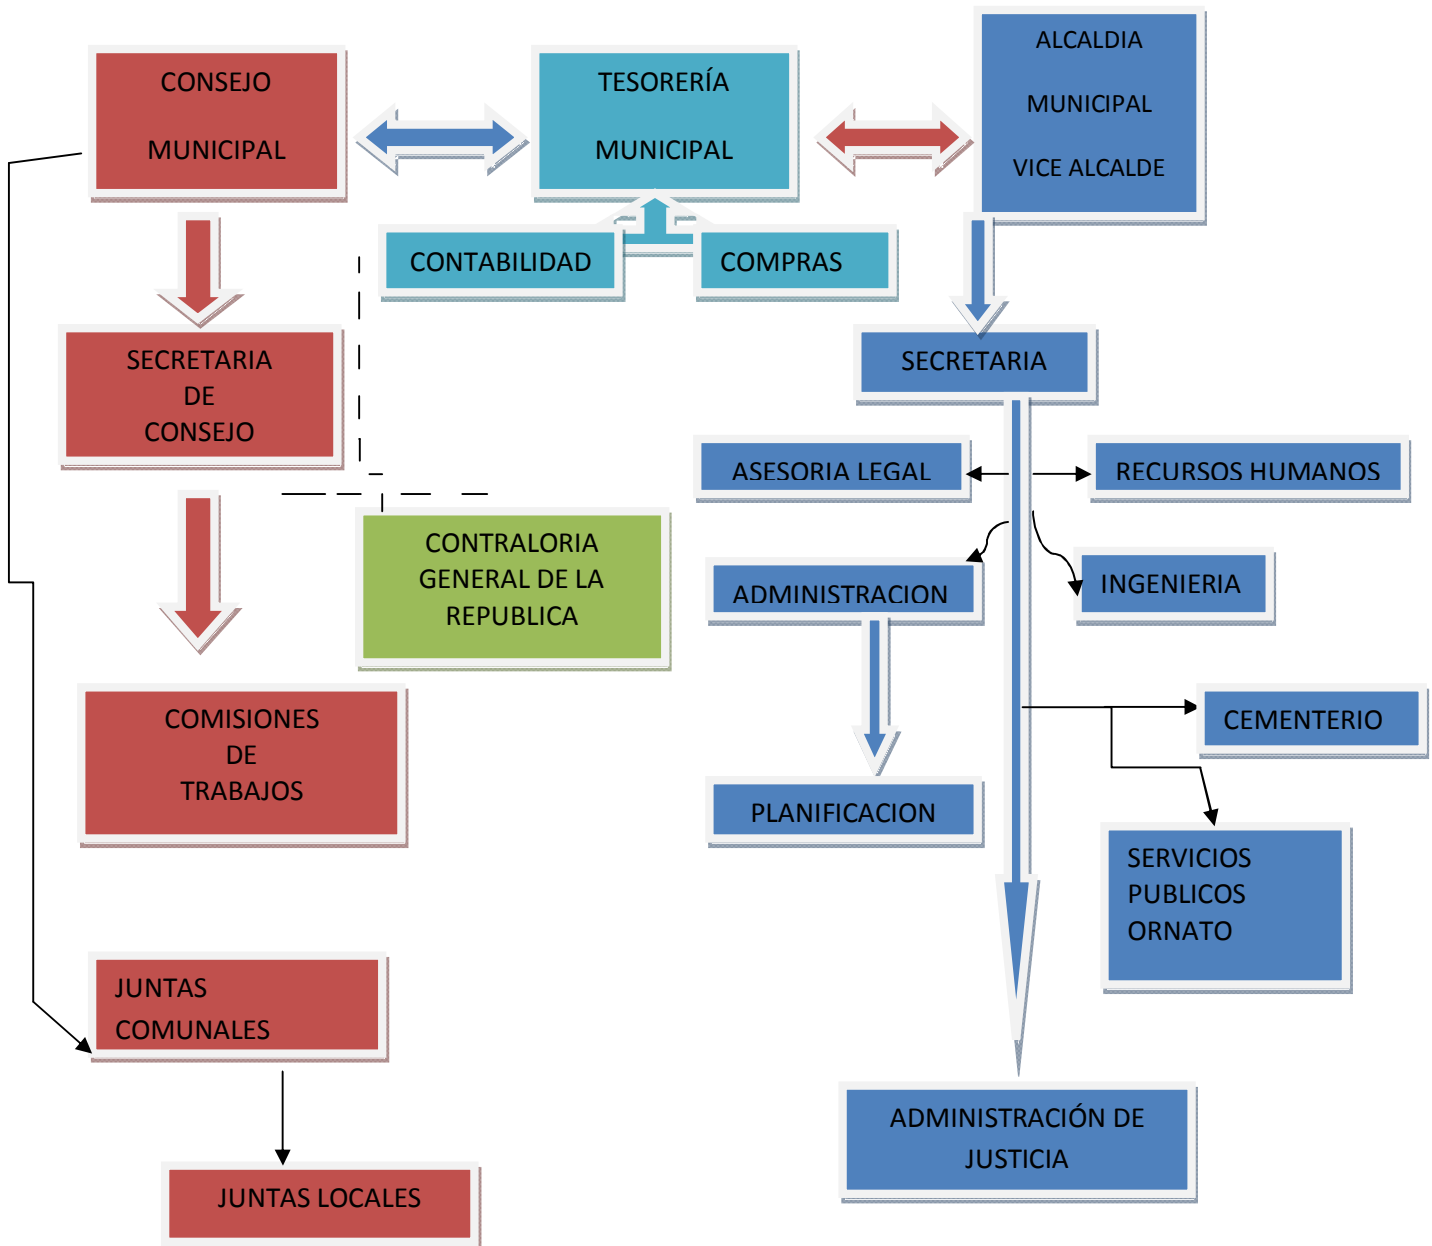 CONSEJO
MUNICIPAL
TESORERÍA
MUNICIPAL
ALCALDIA
MUNICIPAL
VICE ALCALDE
CONTABILIDAD
COMPRAS
SECRETARIA
DE
CONSEJO
SECRETARIA
ASESORIA LEGAL
RECURSOS HUMANOS
CONTRALORIA
GENERAL DE LA
REPUBLICA
ADMINISTRACION
INGENIERIA
COMISIONES
DE
TRABAJOS
CEMENTERIO
PLANIFICACION
SERVICIOS
PUBLICOS
ORNATO
JUNTAS
COMUNALES
ADMINISTRACIÓN DE
JUSTICIA
JUNTAS LOCALES